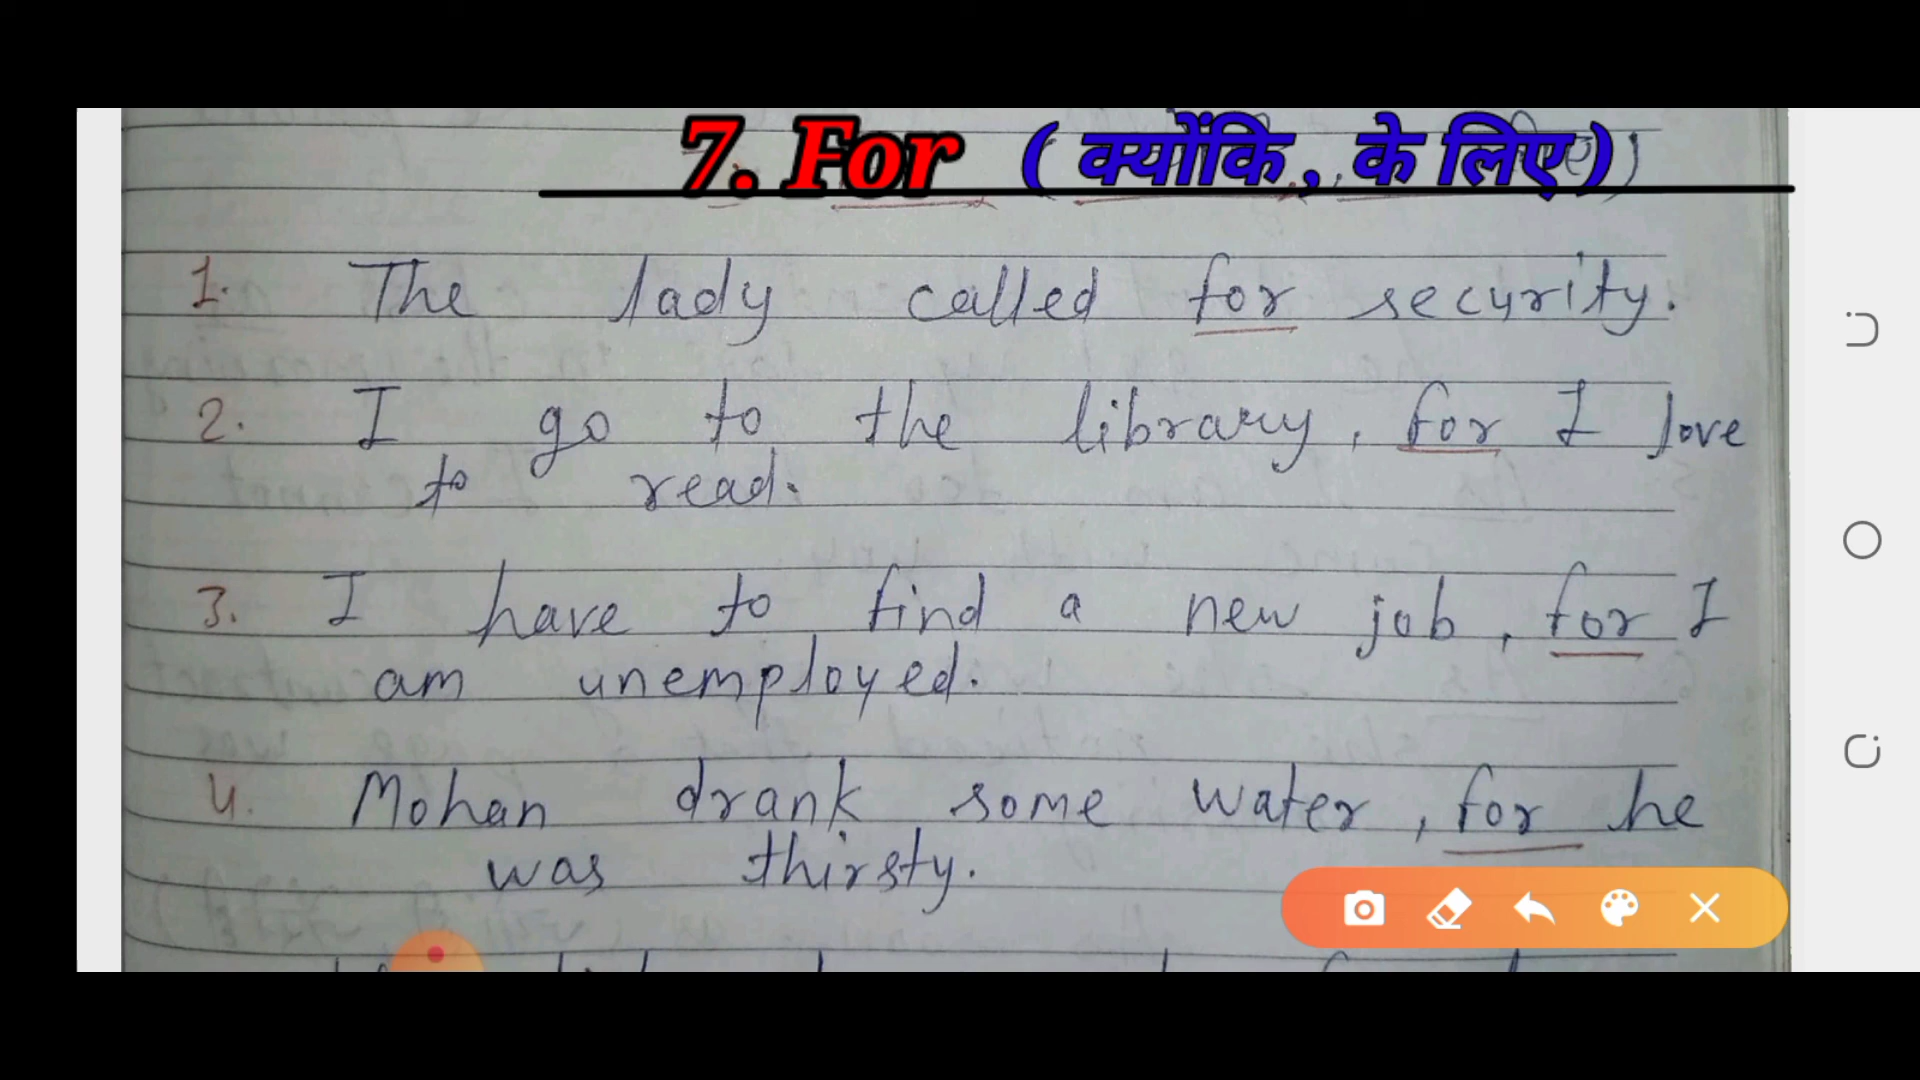 7. For ( क्योंकि , के लिए )
1. The lady called for security.
2. I go to the library, for I love
to read.
3. I have to find a new job, for I
am unemployed.
4. Mohan drank some water, for he
was thirsty.